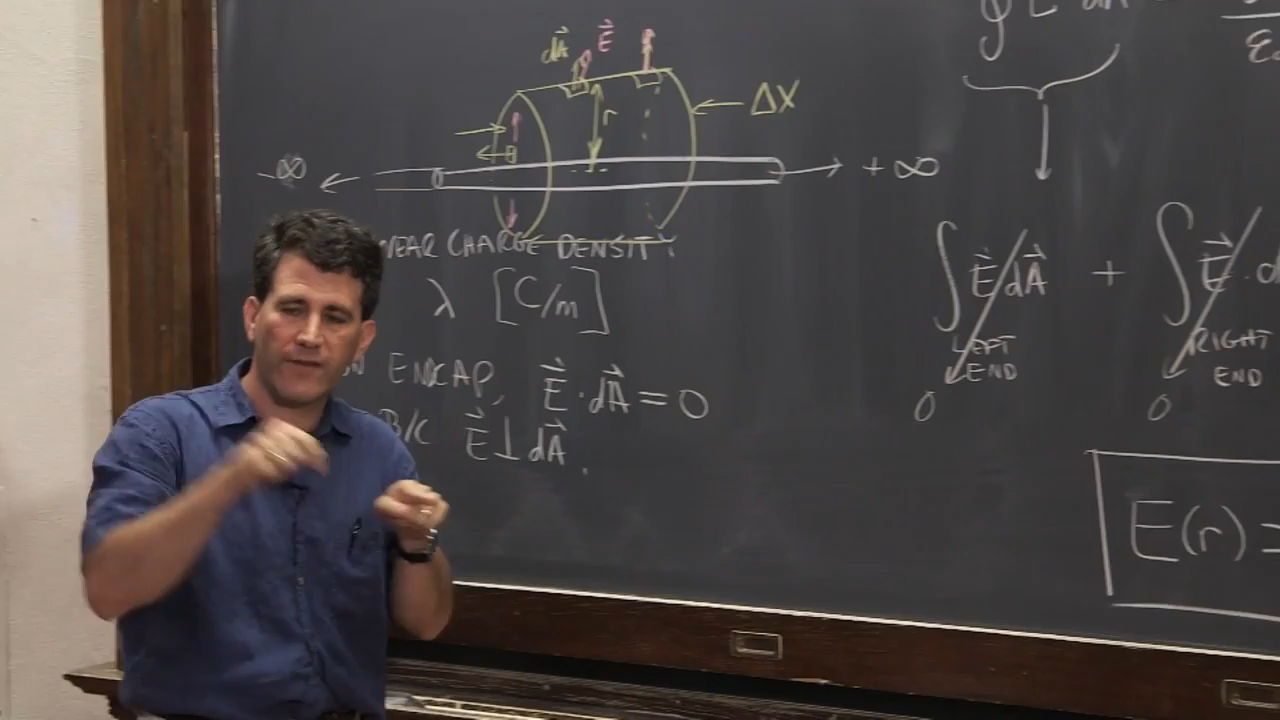 dA⃗ E⃗
r
ΔX
-∞
+∞
CHARGE DENSITY
λ [C/m]
ENDCAP, E⃗ · dA⃗ = 0
B/C E⃗ ⊥ dA⃗.
∫ E⃗ dA⃗ + ∫ E⃗ · d
LEFT END
RIGHT END
0
0
E(r) =